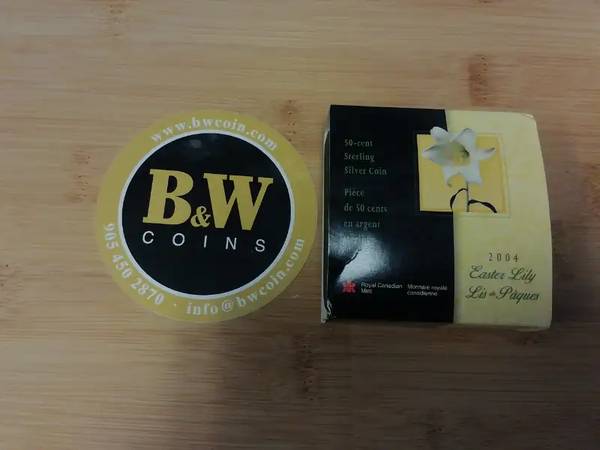 www.bwcoin.com
B&W
COINS
905 450 2870 · info@bwcoin.com
50-cent
Sterling
Silver Coin
Pièce
de 50 cents
en argent
Royal Canadian
Mint
Monnaie royale
canadienne
2004
Easter Lily
Lis de Pâques